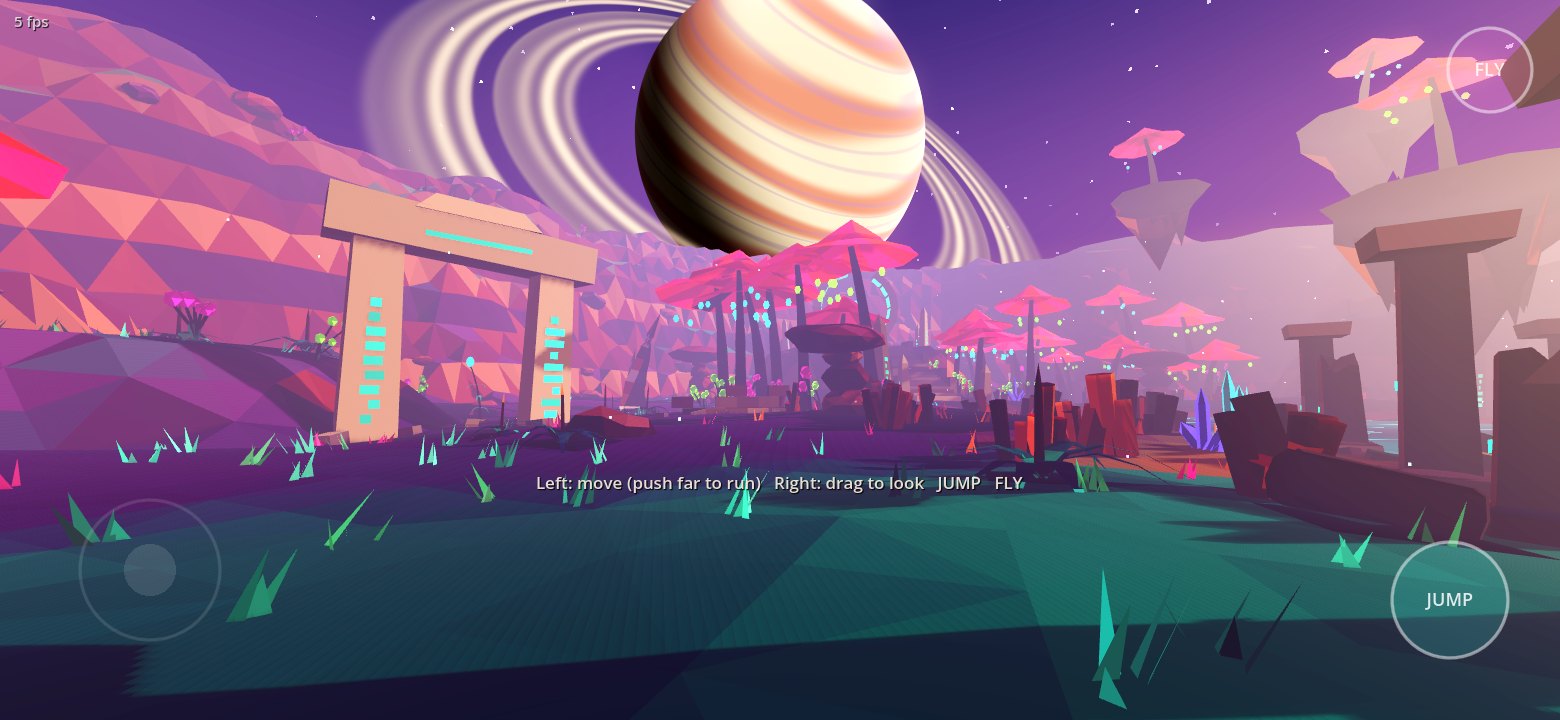 5 fps
FLY
Left: move (push far to run)  Right: drag to look  JUMP  FLY
JUMP